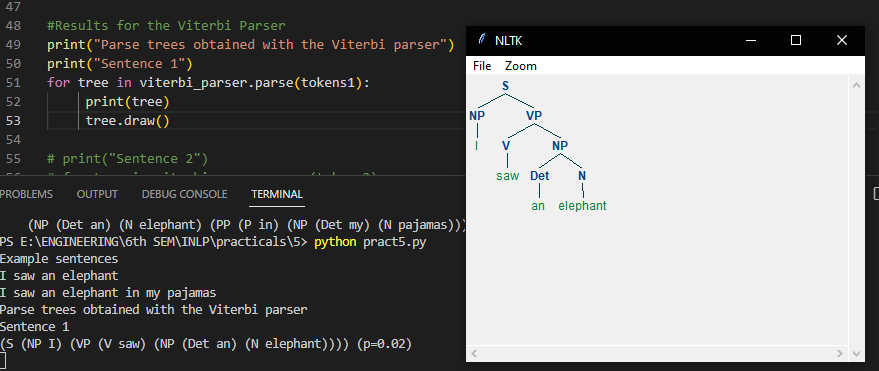 47
48 #Results for the Viterbi Parser
49 print("Parse trees obtained with the Viterbi parser")
50 print("Sentence 1")
51 for tree in viterbi_parser.parse(tokens1):
52 print(tree)
53 tree.draw()
54
55 # print("Sentence 2")
PROBLEMS OUTPUT DEBUG CONSOLE TERMINAL
(NP (Det an) (N elephant) (PP (P in) (NP (Det my) (N pajamas)))
PS E:\ENGINEERING\6th SEM\INLP\practicals\5> python pract5.py
Example sentences
I saw an elephant
I saw an elephant in my pajamas
Parse trees obtained with the Viterbi parser
Sentence 1
(S (NP I) (VP (V saw) (NP (Det an) (N elephant)))) (p=0.02)
NLTK
File Zoom
S
NP VP
I V NP
saw Det N
an elephant